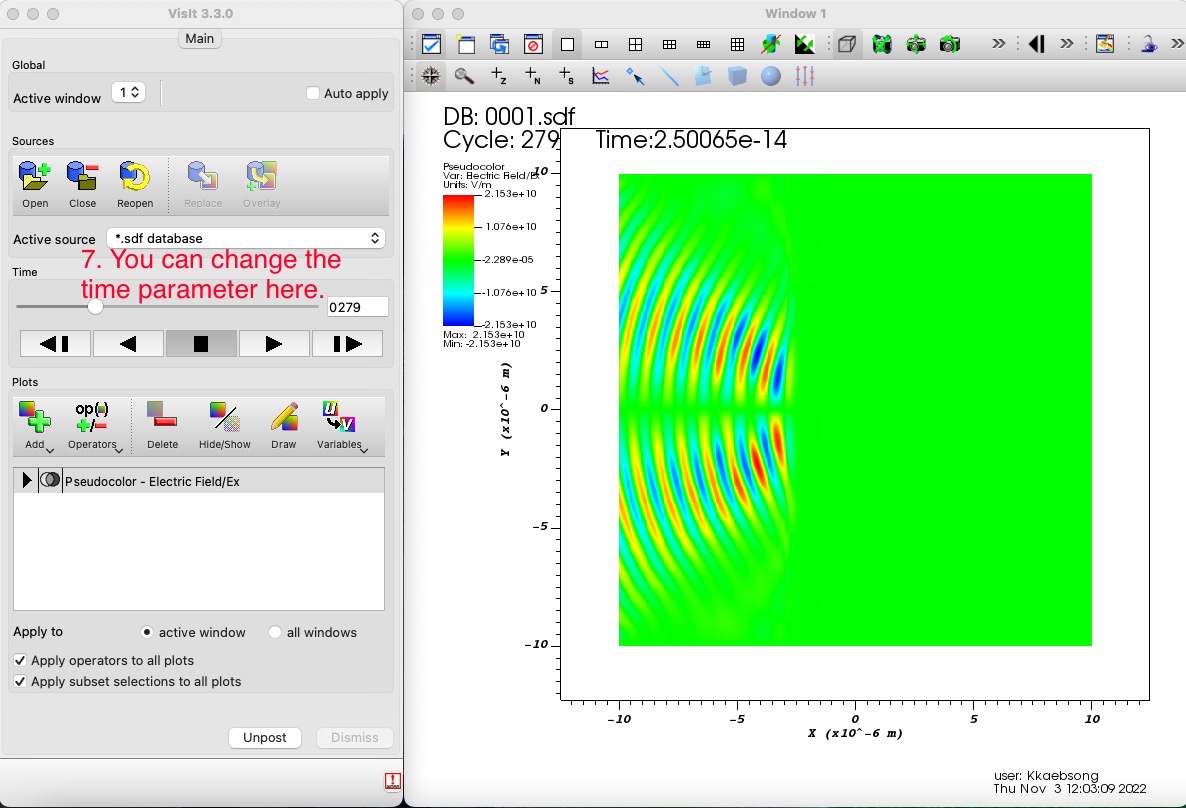 VisIt 3.3.0
Main
Global
Active window 1 Auto apply
Sources
Open Close Reopen Replace Overlay
Active source *.sdf database
7. You can change the
time parameter here.
Time
0279
Plots
op()
Add Operators Delete Hide/Show Draw Variables
Pseudocolor - Electric Field/Ex
Apply to active window all windows
Apply operators to all plots
Apply subset selections to all plots
Unpost Dismiss
Window 1
DB: 0001.sdf
Cycle: 279 Time:2.50065e-14
Pseudocolor
Var: Electric Field/Ex
Units: V/m
2.153e+10
1.076e+10
-2.289e-05
-1.076e+10
-2.153e+10
Max: 2.153e+10
Min: -2.153e+10
10
5
0
-5
-10
Y (x10^-6 m)
-10 -5 0 5 10
X (x10^-6 m)
user: Kkaebsong
Thu Nov 3 12:03:09 2022